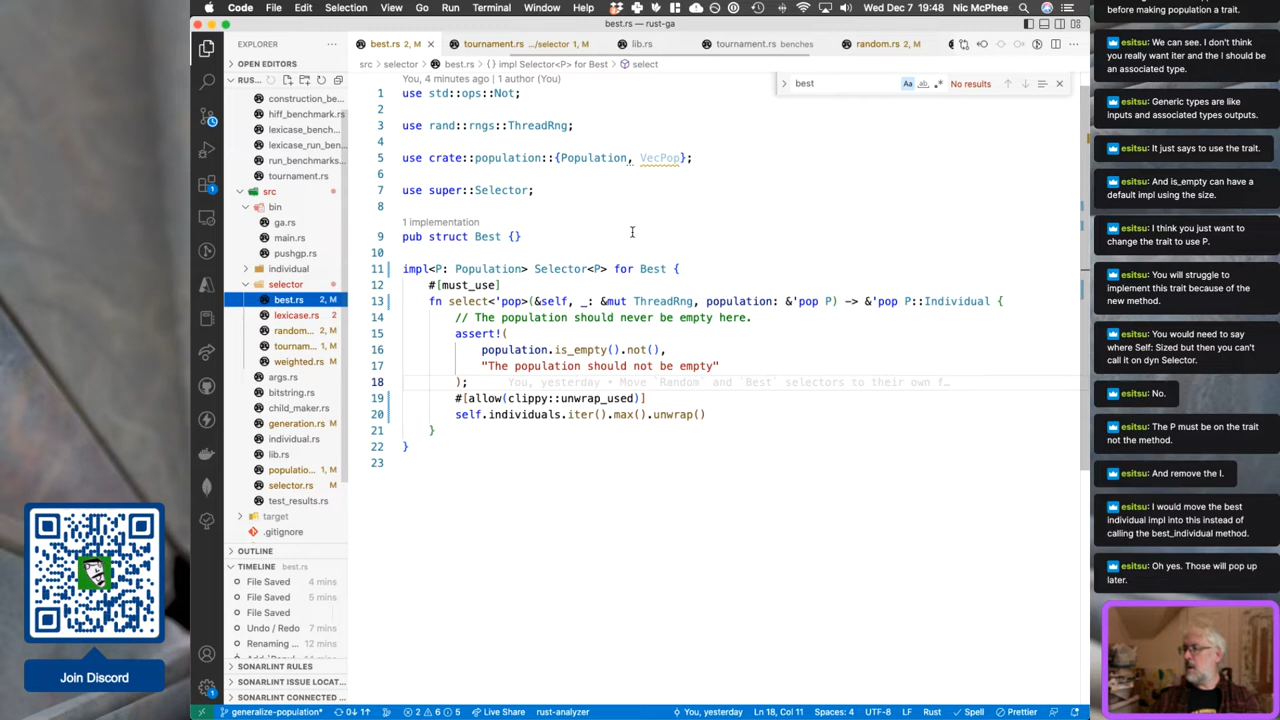 Code File Edit Selection View Go Run Terminal Window Help Wed Dec 7 19:48 Nic McPhee
best.rs — rust-ga
EXPLORER
best.rs 2, M
tournament.rs .../selector 1, M
lib.rs
tournament.rs benches
random.rs 2, M
OPEN EDITORS
RUS...
src > selector > best.rs > {} impl Selector<P> for Best > select
construction_be...
hiff_benchmark.rs
lexicase_bench...
lexicase_run_ben...
run_benchmarks...
tournament.rs
src
bin
ga.rs
main.rs
pushgp.rs
individual
selector
best.rs 2, M
lexicase.rs 2
random... 2, M
tournam... 1, M
weighted.rs 1, M
args.rs
bitstring.rs
child_maker.rs
generation.rs M
individual.rs
lib.rs
populatio... 1, M
selector.rs M
test_results.rs
target
.gitignore
OUTLINE
TIMELINE best.rs
File Saved 4 mins
File Saved 5 mins
File Saved
Undo / Redo 7 mins
Renaming ... 12 mins
SONARLINT RULES
SONARLINT ISSUE LOCAT...
SONARLINT CONNECTED ...
best
Aa ab .*
No results
You, 4 minutes ago | 1 author (You)
1 use std::ops::Not;
2
3 use rand::rngs::ThreadRng;
4
5 use crate::population::{Population, VecPop};
6
7 use super::Selector;
8
1 implementation
9 pub struct Best {}
10
11 impl<P: Population> Selector<P> for Best {
12 #[must_use]
13 fn select<'pop>(&self, _: &mut ThreadRng, population: &'pop P) -> &'pop P::Individual {
14 // The population should never be empty here.
15 assert!(
16 population.is_empty().not(),
17 "The population should not be empty"
18 ); You, yesterday • Move `Random` and `Best` selectors to their own f…
19 #[allow(clippy::unwrap_used)]
20 self.individuals.iter().max().unwrap()
21 }
22 }
23
generalize-population* 0↓ 1↑ 2 6 5 Live Share rust-analyzer You, yesterday Ln 18, Col 11 Spaces: 4 UTF-8 LF Rust Spell Prettier
before making population a trait.
esitsu: We can see. I don't think
you really want iter and the I should be
an associated type.
esitsu: Generic types are like
inputs and associated types outputs.
esitsu: It just says to use the trait.
esitsu: And is_empty can have a
default impl using the size.
esitsu: I think you just want to
change the trait to use P.
esitsu: You will struggle to
implement this trait because of the
new method.
esitsu: You would need to say
where Self: Sized but then you can't
call it on dyn Selector.
esitsu: No.
esitsu: The P must be on the trait
not the method.
esitsu: And remove the I.
esitsu: I would move the best
individual impl into this instead of
calling the best_individual method.
esitsu: Oh yes. Those will pop up
later.
Join Discord